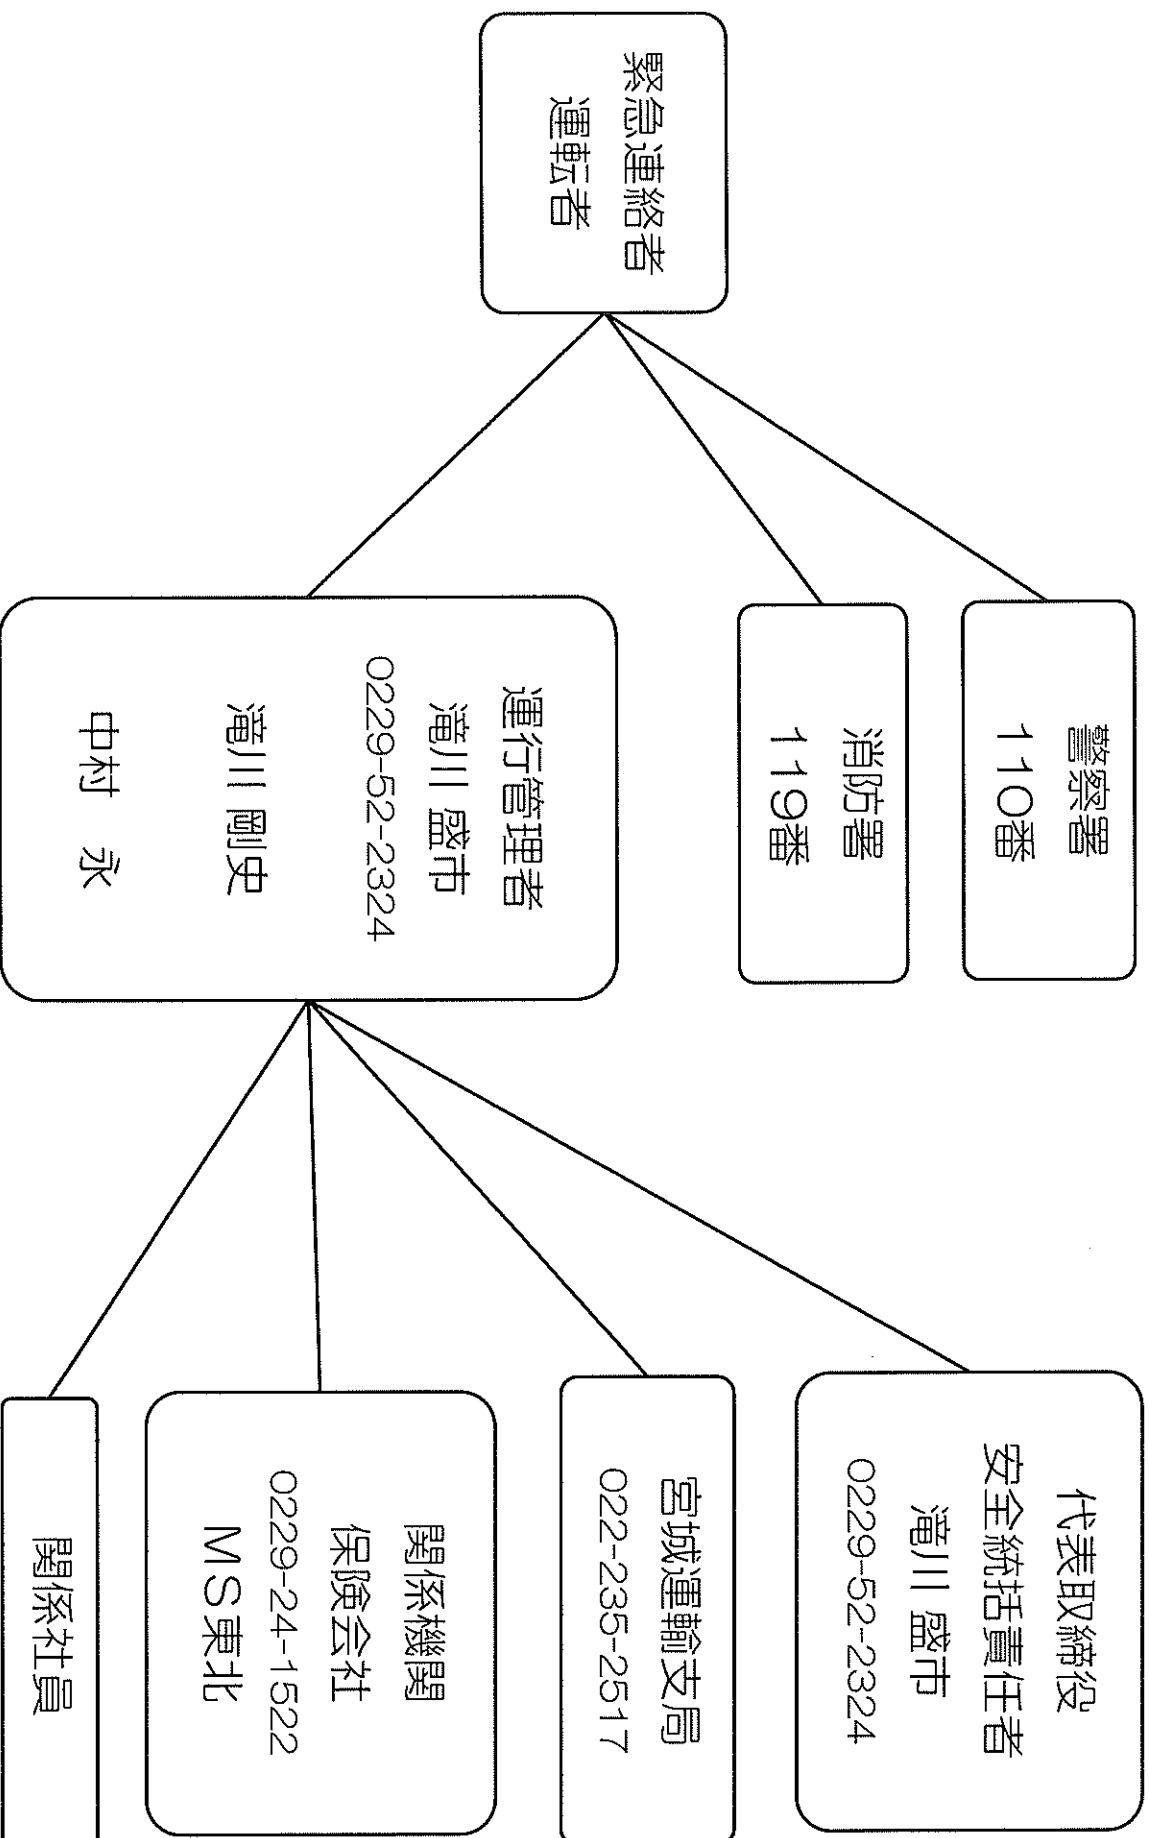 緊急連絡者
運転者
警察署
110番
消防署
119番
運行管理者
滝川 盛市
0229-52-2324
滝川 剛史
中村 永
代表取締役
安全統括責任者
滝川 盛市
0229-52-2324
宮城運輸支局
022-235-2517
関係機関
保険会社
0229-24-1522
MS東北
関係社員